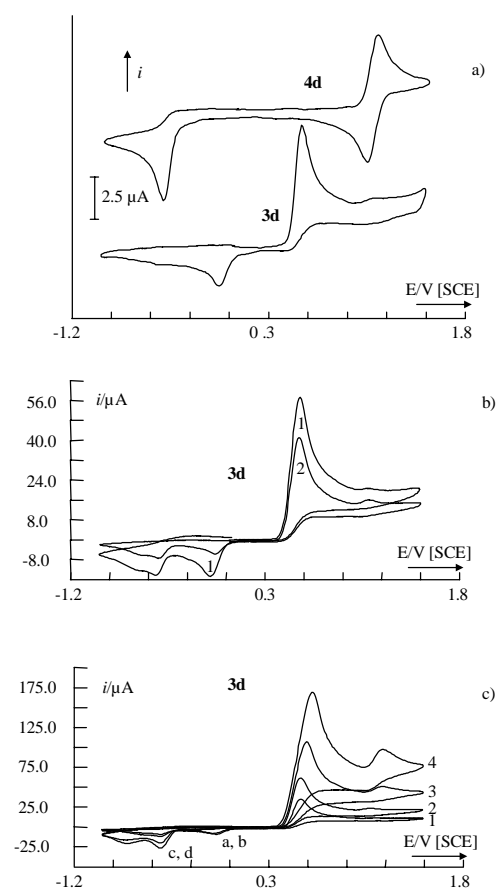 a)
i
4d
2.5 µA
3d
E/V [SCE]
-1.2
0.3
1.8
b)
i/µA
56.0
40.0
24.0
8.0
-8.0
3d
1
2
1
E/V [SCE]
-1.2
0.3
1.8
c)
i/µA
3d
175.0
125.0
75.0
25.0
-25.0
4
3
2
1
a, b
c, d
E/V [SCE]
-1.2
0.3
1.8